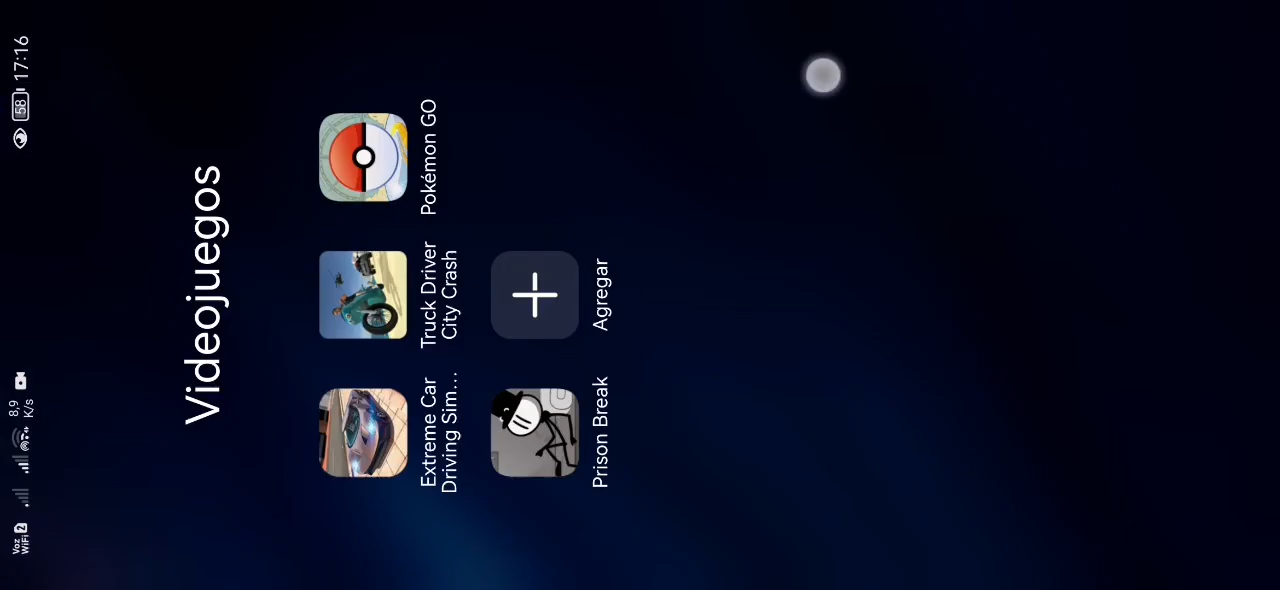 Voz
WiFi 2
8,9
K/s
58
17:16
Videojuegos
Extreme Car
Driving Sim...
Truck Driver
City Crash
Pokémon GO
Prison Break
Agregar